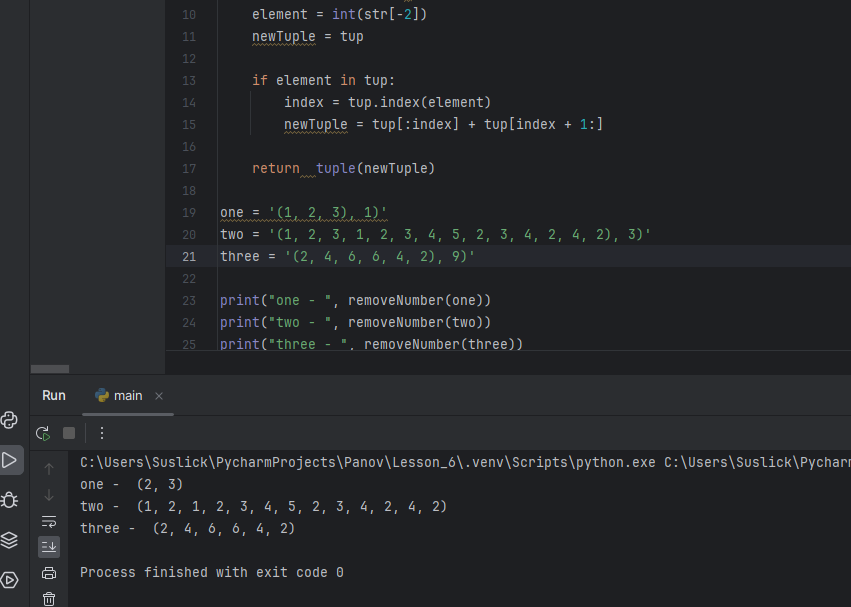 10 element = int(str[-2])
11 newTuple = tup
12
13 if element in tup:
14 index = tup.index(element)
15 newTuple = tup[:index] + tup[index + 1:]
16
17 return  tuple(newTuple)
18
19 one = '(1, 2, 3), 1)'
20 two = '(1, 2, 3, 1, 2, 3, 4, 5, 2, 3, 4, 2, 4, 2), 3)'
21 three = '(2, 4, 6, 6, 4, 2), 9)'
22
23 print("one - ", removeNumber(one))
24 print("two - ", removeNumber(two))
25 print("three - ", removeNumber(three))
Run main
C:\Users\Suslick\PycharmProjects\Panov\Lesson_6\.venv\Scripts\python.exe C:\Users\Suslick\Pycharm
one -  (2, 3)
two -  (1, 2, 1, 2, 3, 4, 5, 2, 3, 4, 2, 4, 2)
three -  (2, 4, 6, 6, 4, 2)
Process finished with exit code 0